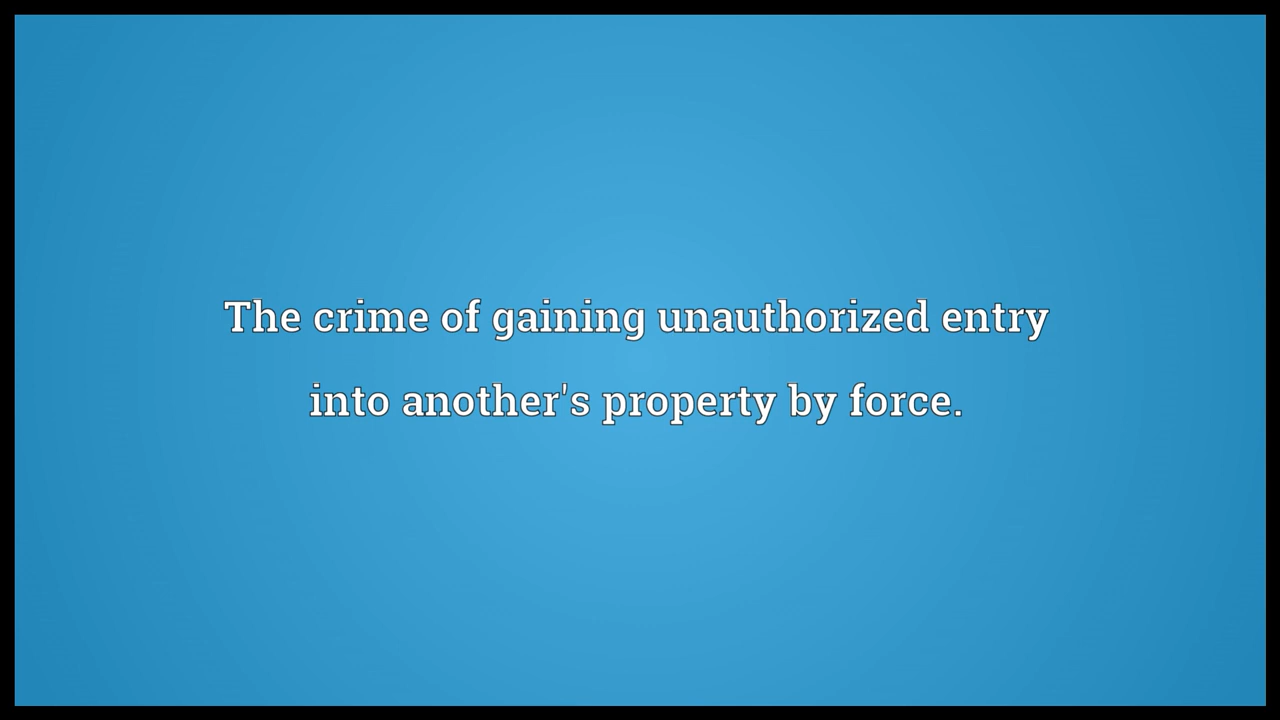 The crime of gaining unauthorized entry
into another's property by force.